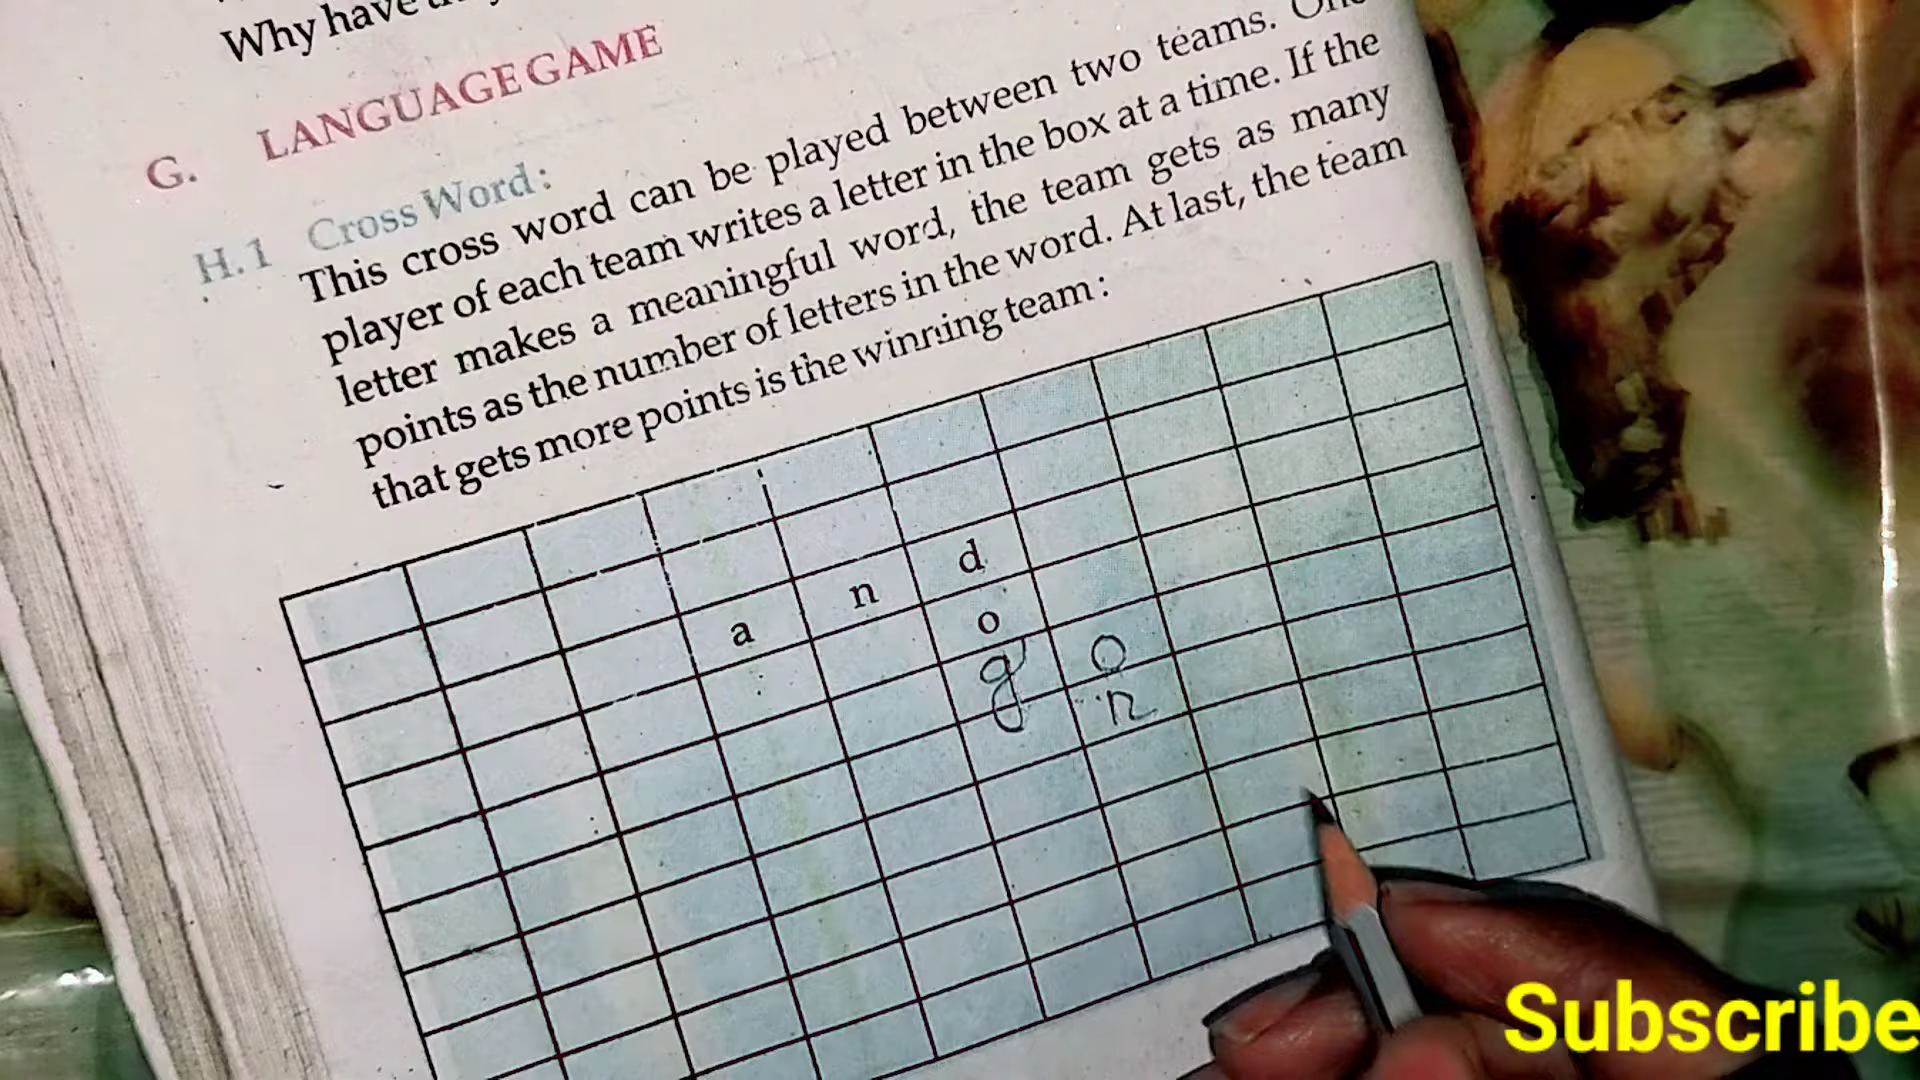 Why have
G. LANGUAGE GAME
H.1 Cross Word:
This cross word can be played between two teams. One
player of each team writes a letter in the box at a time. If the
letter makes a meaningful word, the team gets as many
points as the number of letters in the word. At last, the team
that gets more points is the winning team:
a n d
o
g o
n
Subscribe